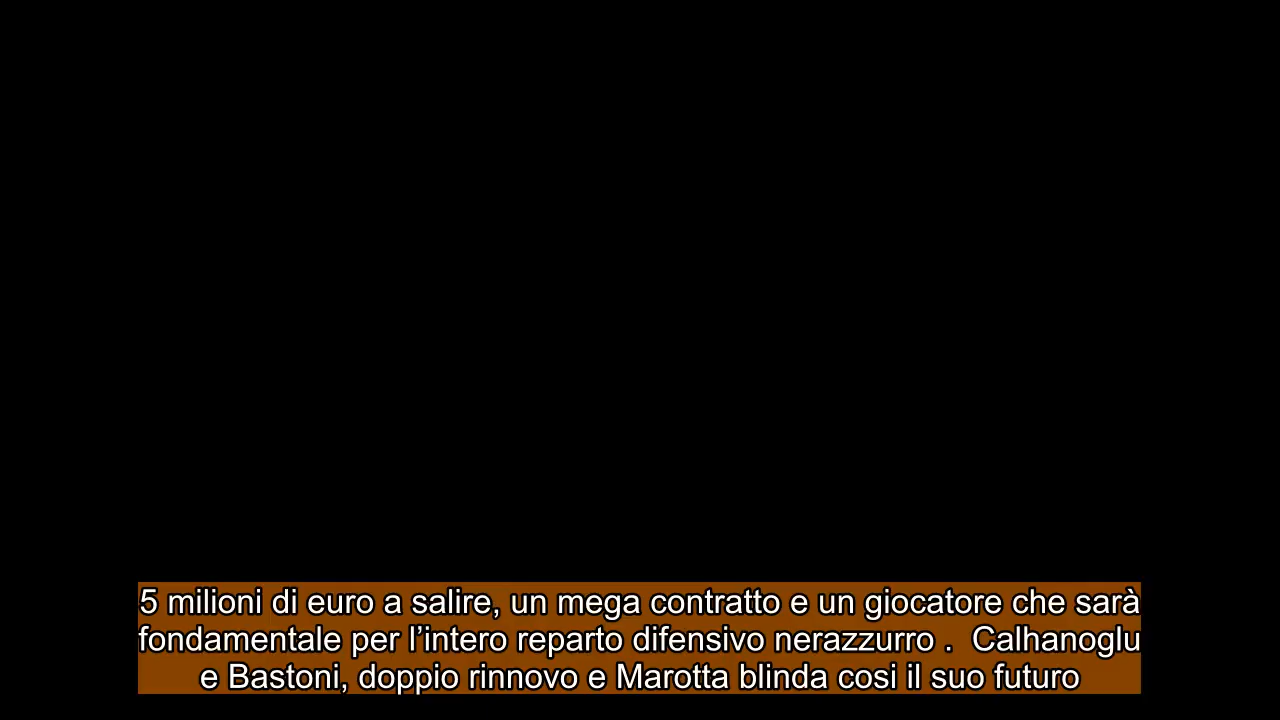 5 milioni di euro a salire, un mega contratto e un giocatore che sarà
fondamentale per l’intero reparto difensivo nerazzurro .  Calhanoglu
e Bastoni, doppio rinnovo e Marotta blinda cosi il suo futuro